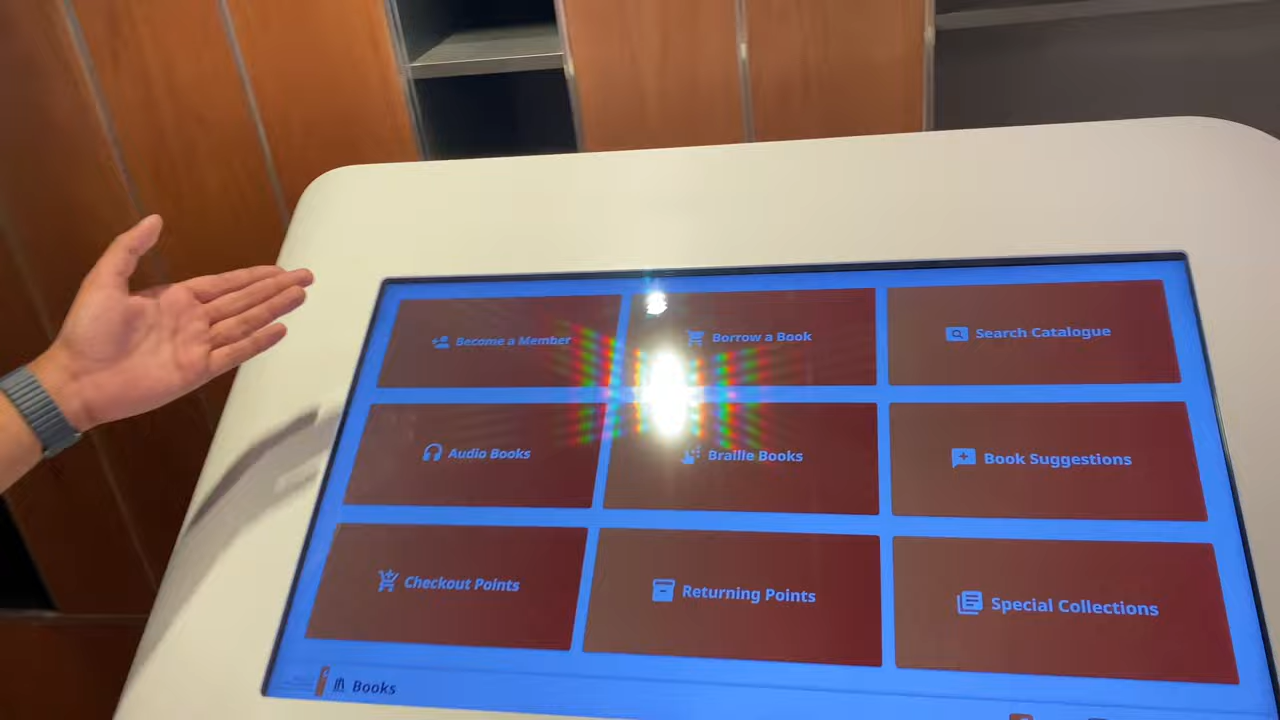 Become a Member
Borrow a Book
Search Catalogue
Audio Books
Braille Books
Book Suggestions
Checkout Points
Returning Points
Special Collections
Books